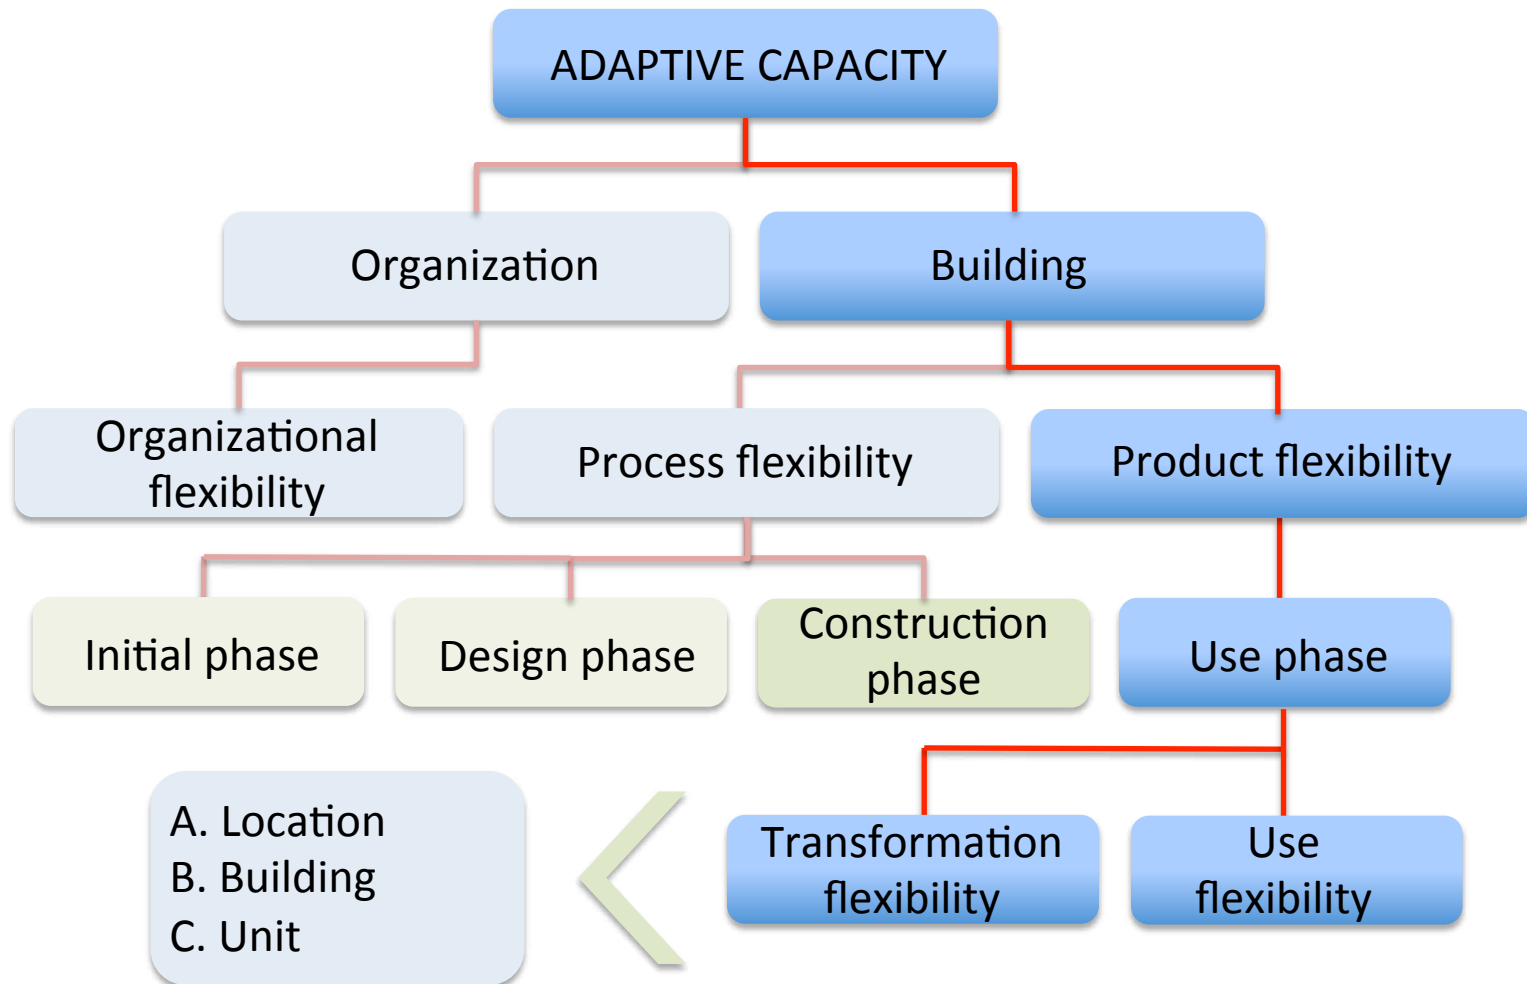 ADAPTIVE CAPACITY
Organization
Building
Organizational
flexibility
Process flexibility
Product flexibility
Initial phase
Design phase
Construction
phase
Use phase
A. Location
B. Building
C. Unit
Transformation
flexibility
Use
flexibility